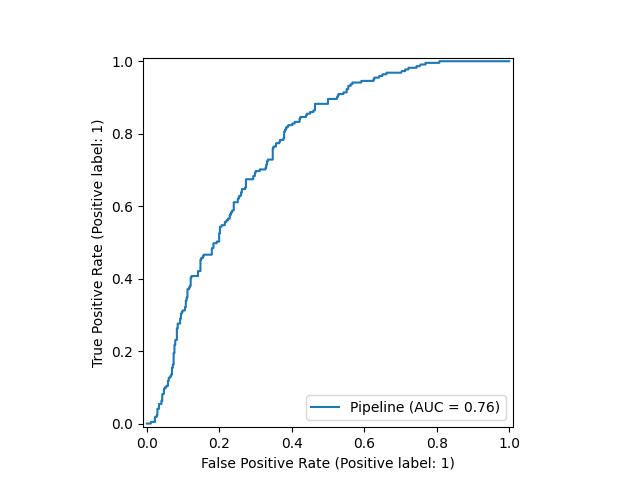 1.0
0.8
0.6
0.4
0.2
0.0
True Positive Rate (Positive label: 1)
Pipeline (AUC = 0.76)
0.0 0.2 0.4 0.6 0.8 1.0
False Positive Rate (Positive label: 1)